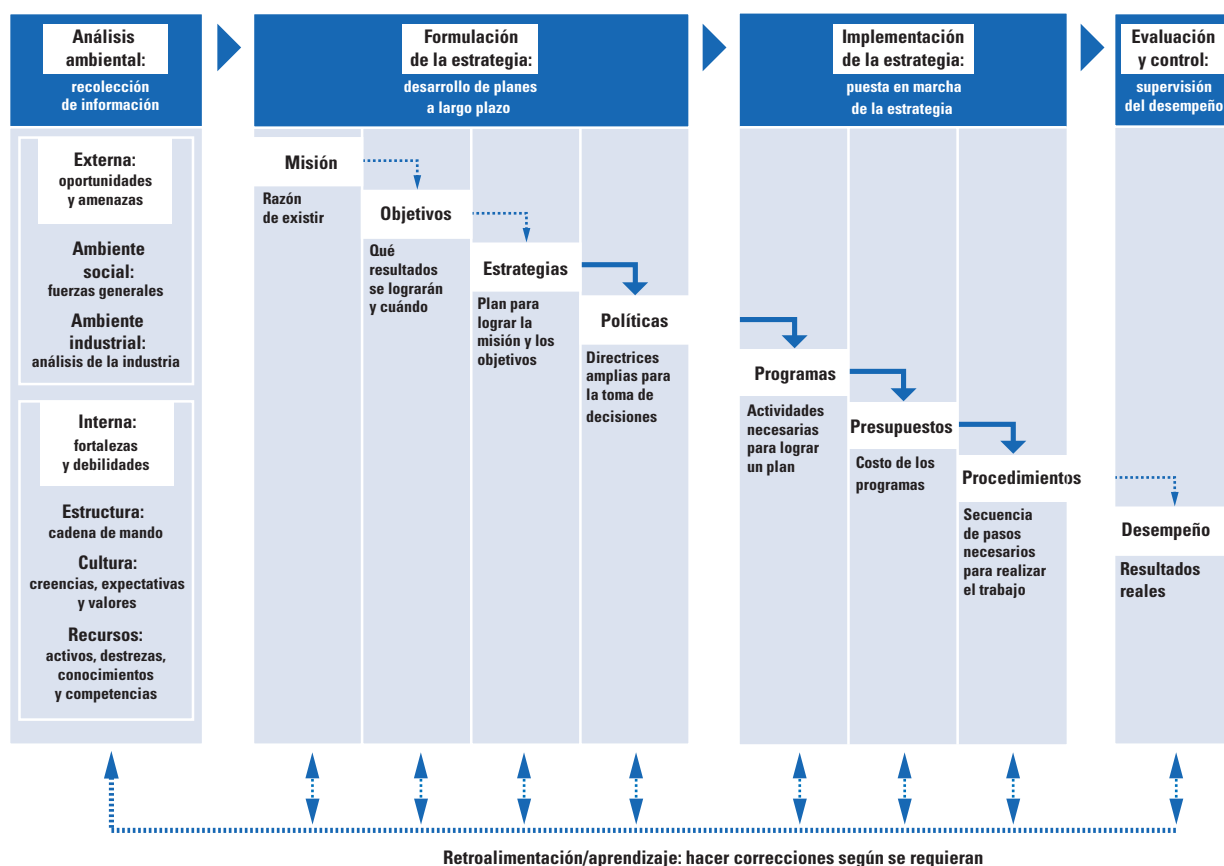 Análisis
ambiental:
recolección
de información
Externa:
oportunidades
y amenazas
Ambiente
social:
fuerzas generales
Ambiente
industrial:
análisis de la industria
Interna:
fortalezas
y debilidades
Estructura:
cadena de mando
Cultura:
creencias, expectativas
y valores
Recursos:
activos, destrezas,
conocimientos
y competencias
Formulación
de la estrategia:
desarrollo de planes
a largo plazo
Misión
Razón
de existir
Objetivos
Qué
resultados
se lograrán
y cuándo
Estrategias
Plan para
lograr la
misión y los
objetivos
Políticas
Directrices
amplias para
la toma de
decisiones
Implementación
de la estrategia:
puesta en marcha
de la estrategia
Programas
Actividades
necesarias
para lograr
un plan
Presupuestos
Costo de los
programas
Procedimientos
Secuencia
de pasos
necesarios
para realizar
el trabajo
Evaluación
y control:
supervisión
del desempeño
Desempeño
Resultados
reales
Retroalimentación/aprendizaje: hacer correcciones según se requieran